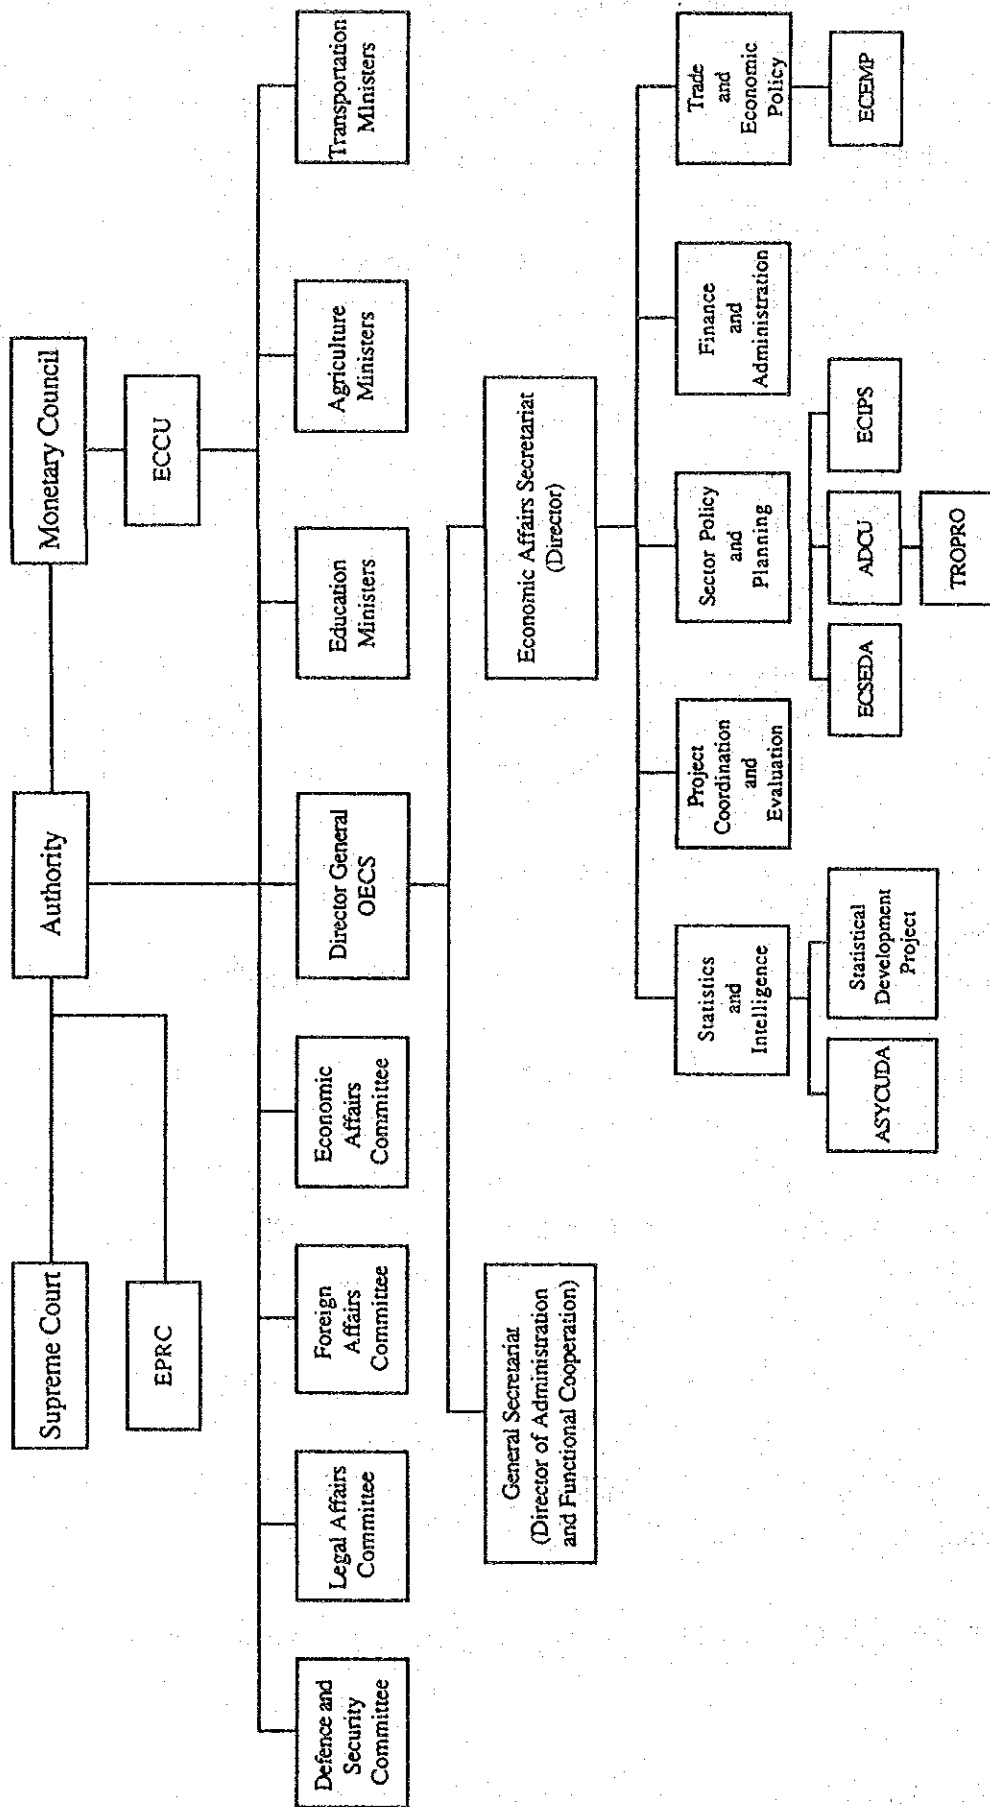 Supreme Court
Authority
Monetary Council
EPRC
ECCU
Defence and
Security
Committee
Legal Affairs
Committee
Foreign
Affairs
Committee
Economic
Affairs
Committee
Director General
OECS
Education
Ministers
Agriculture
Ministers
Transportation
MInisters
General Secretariat
(Director of Administration
and Functional Cooperation)
Economic Affairs Secretariat
(Director)
Statistics
and
Intelligence
Project
Coordination
and
Evaluation
Sector Policy
and
Planning
Finance
and
Administration
Trade
and
Economic
Policy
ASYCUDA
Statistical
Development
Project
ECSEDA
ADCU
ECIPS
ECEMP
TROPRO